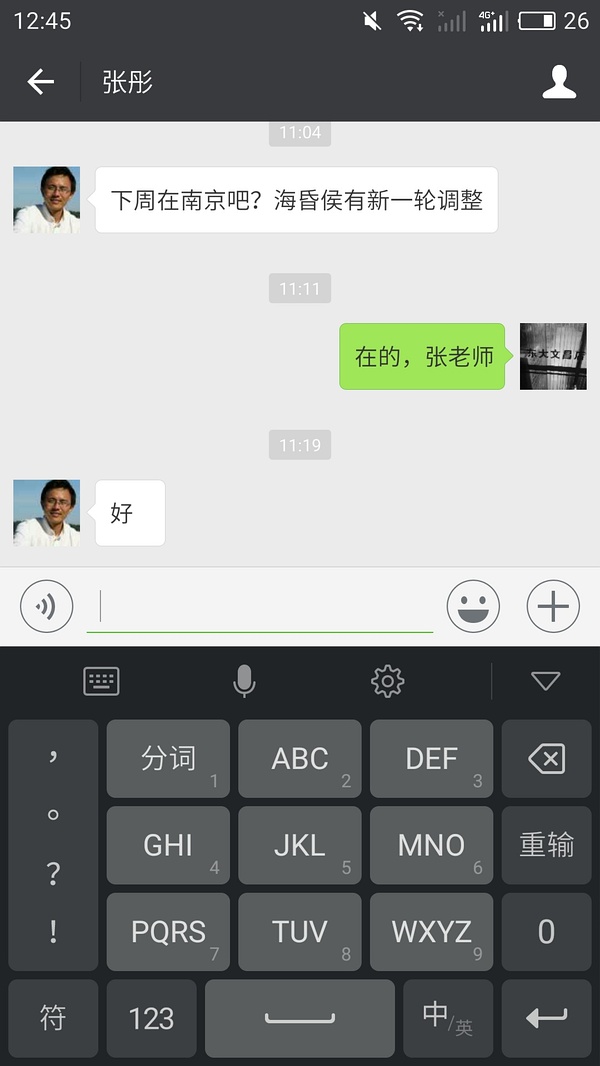 12:45
4G+
26
张彤
11:04
下周在南京吧？海昏侯有新一轮调整
11:11
在的，张老师
东大文昌店
11:19
好
，
分词 1
ABC 2
DEF 3
。
？
GHI 4
JKL 5
MNO 6
重输
！
PQRS 7
TUV 8
WXYZ 9
0
符
123
中/英